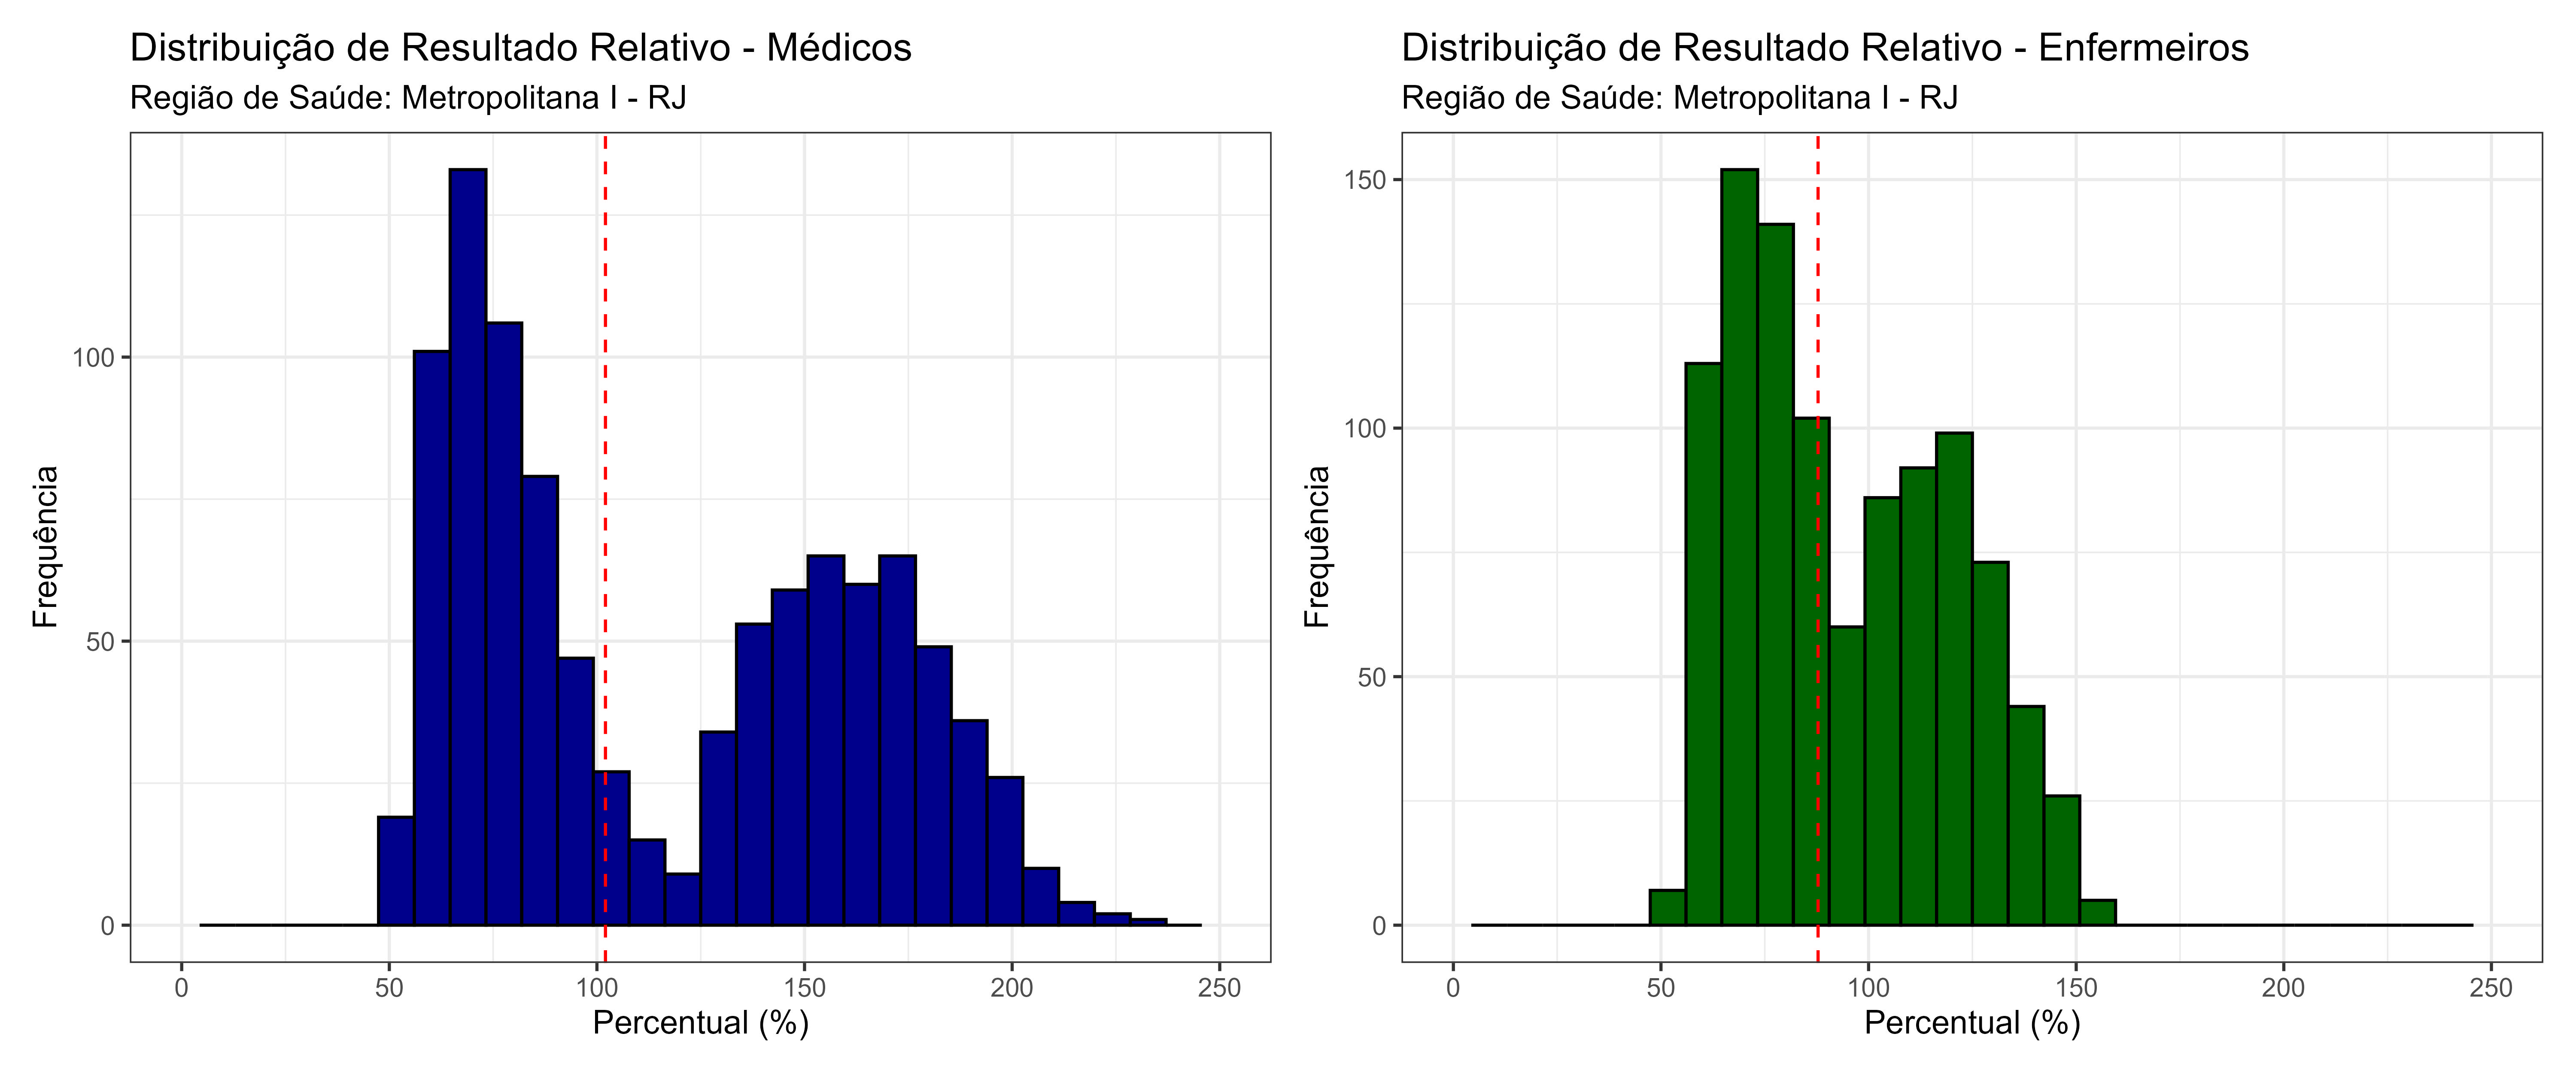 Distribuição de Resultado Relativo - Médicos
Região de Saúde: Metropolitana I - RJ
Frequência
100
50
0
0 50 100 150 200 250
Percentual (%)
Distribuição de Resultado Relativo - Enfermeiros
Região de Saúde: Metropolitana I - RJ
Frequência
150
100
50
0
0 50 100 150 200 250
Percentual (%)